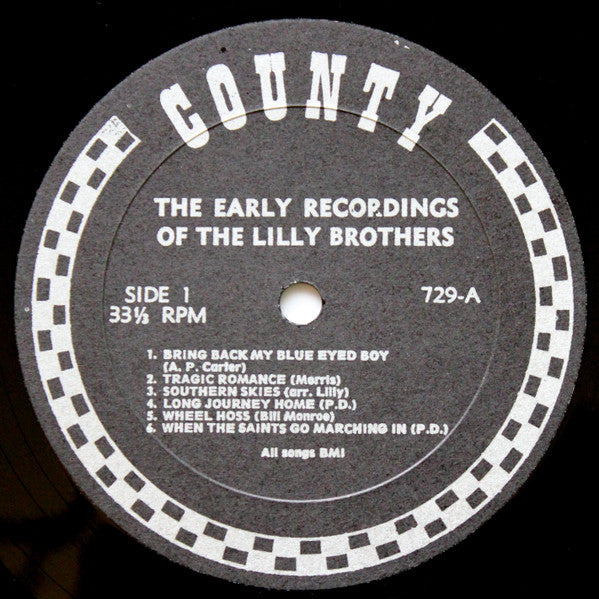 COUNTY
THE EARLY RECORDINGS
OF THE LILLY BROTHERS
SIDE 1
729-A
33⅓ RPM
1. BRING BACK MY BLUE EYED BOY
(A. P. Carter)
2. TRAGIC ROMANCE (Morris)
3. SOUTHERN SKIES (arr. Lilly)
4. LONG JOURNEY HOME (P.D.)
5. WHEEL HOSS (Bill Monroe)
6. WHEN THE SAINTS GO MARCHING IN (P.D.)
All songs BMI